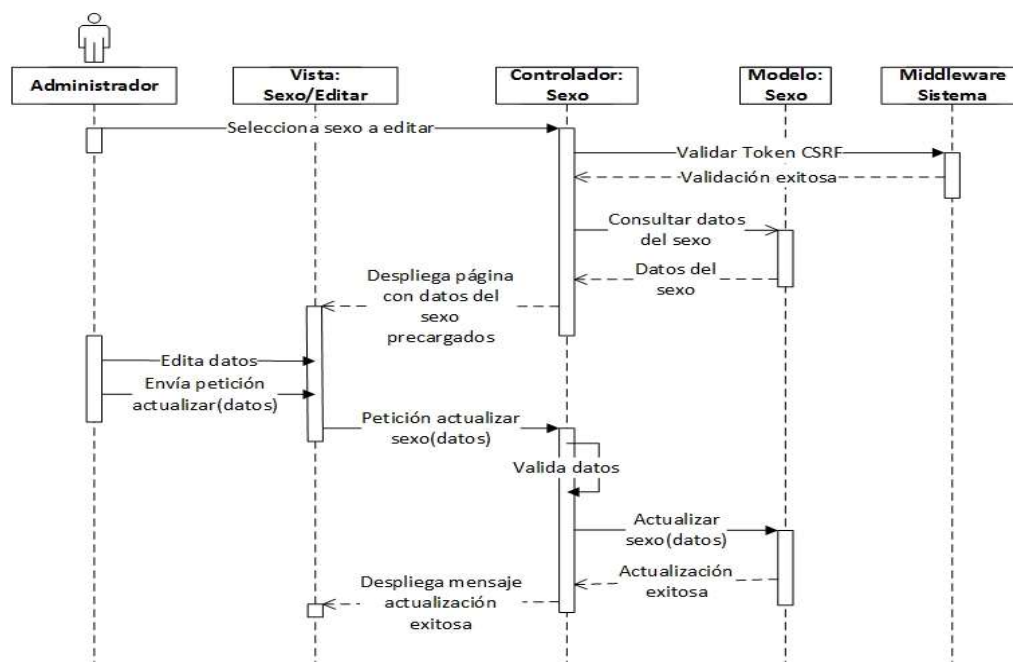 Administrador
Vista:
Sexo/Editar
Controlador:
Sexo
Modelo:
Sexo
Middleware
Sistema
Selecciona sexo a editar
Validar Token CSRF
Validación exitosa
Consultar datos
del sexo
Datos del
sexo
Despliega página
con datos del
sexo
precargados
Edita datos
Envía petición
actualizar(datos)
Petición actualizar
sexo(datos)
Valida datos
Actualizar
sexo(datos)
Actualización
exitosa
Despliega mensaje
actualización
exitosa